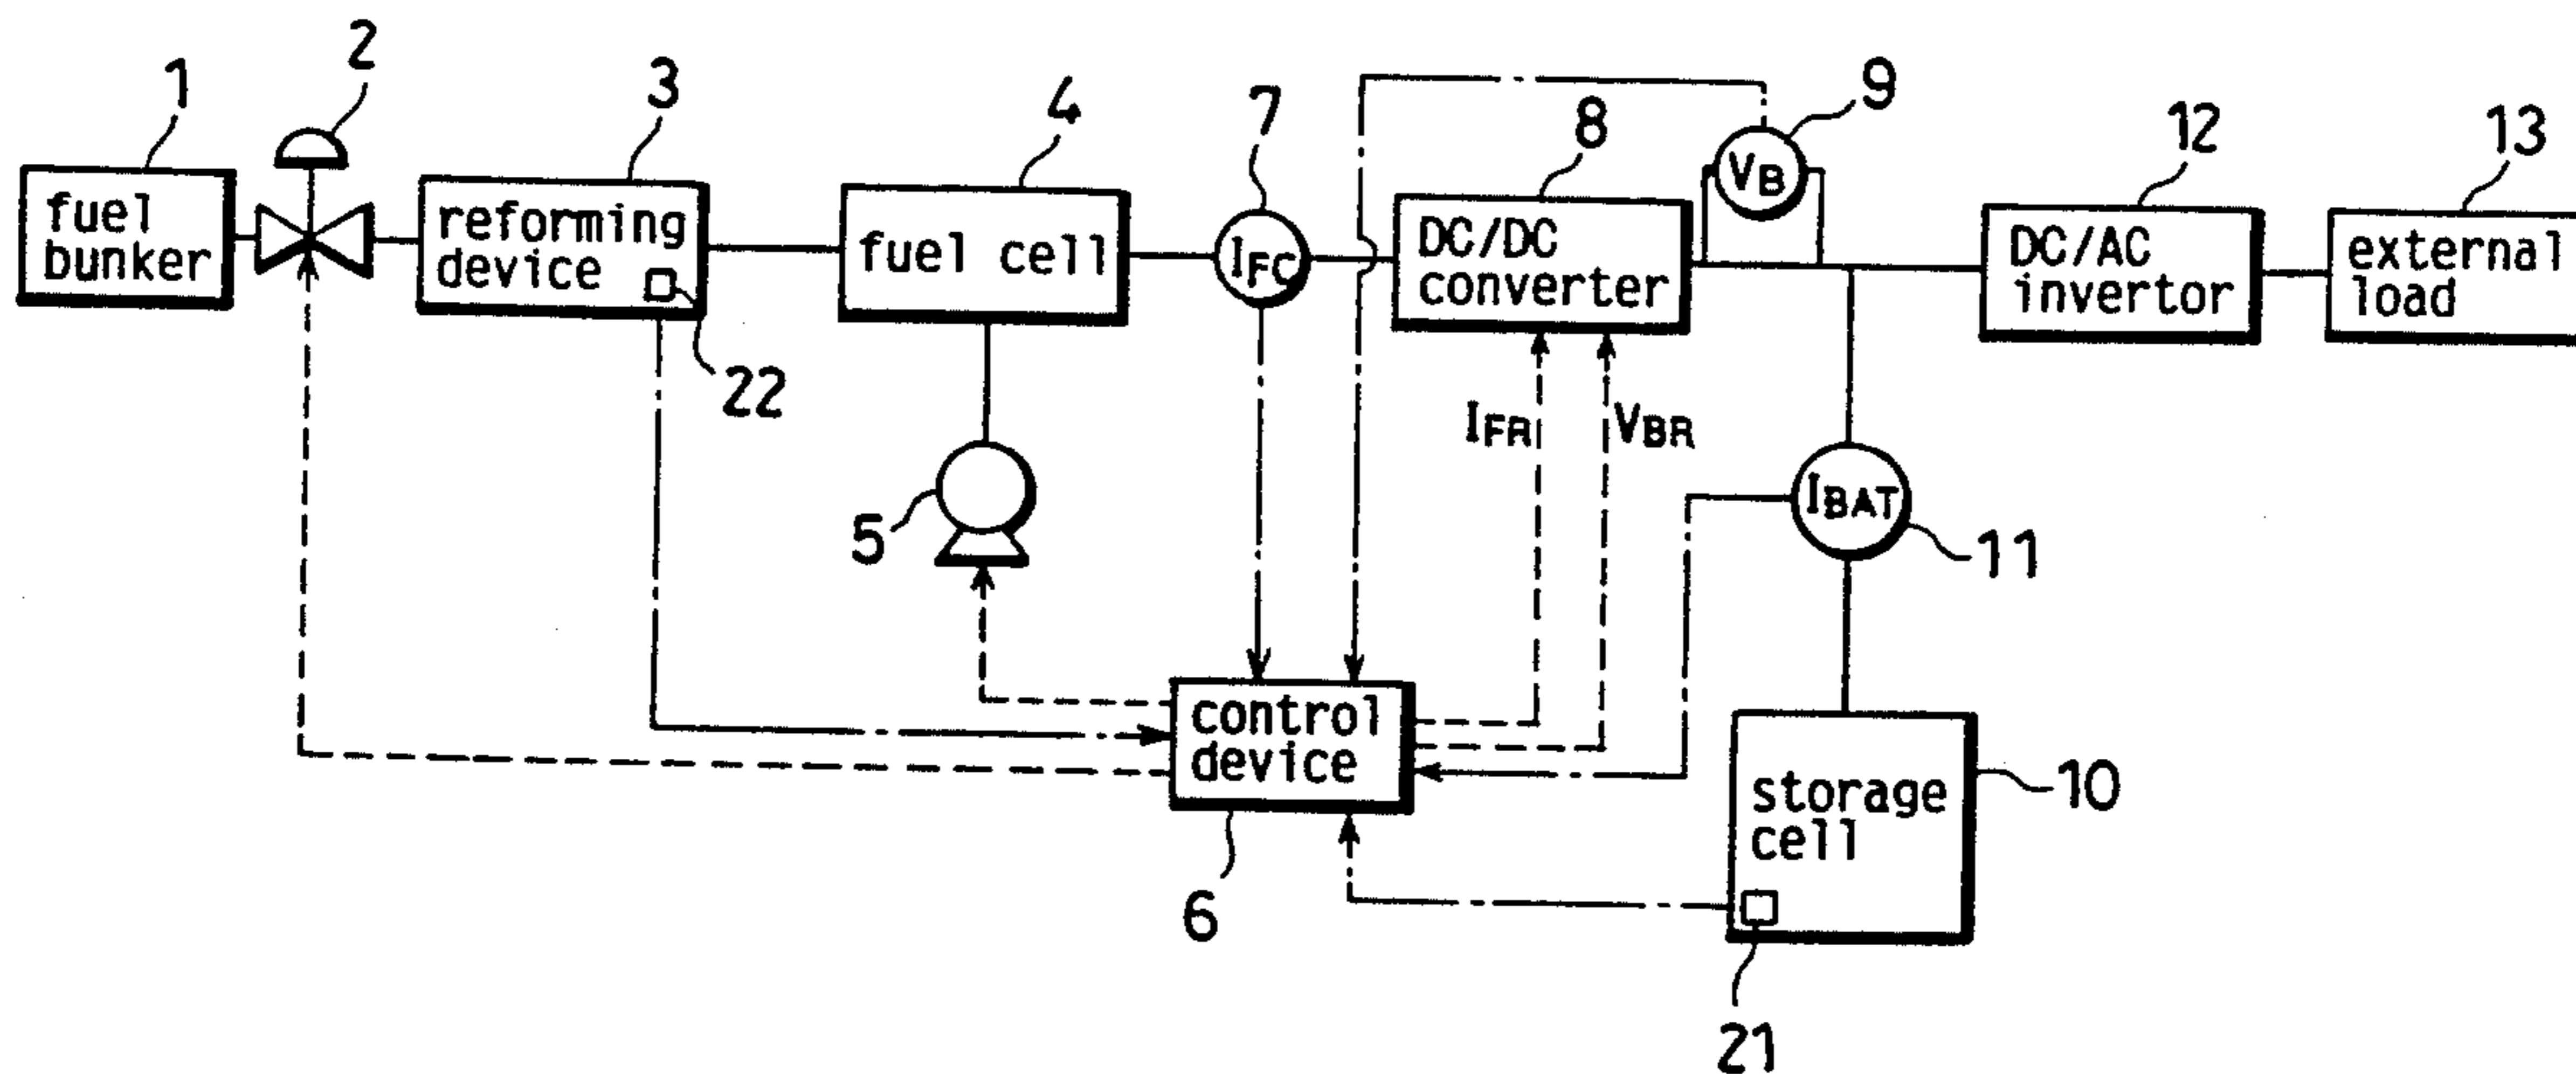 1
2
3
4
7
8
9
12
13
fuel
bunker
reforming
device
22
fuel cell
IFC
DC/DC
converter
VB
DC/AC
invertor
external
load
5
IFR
VBR
IBAT
11
control
device
6
storage
cell
10
21